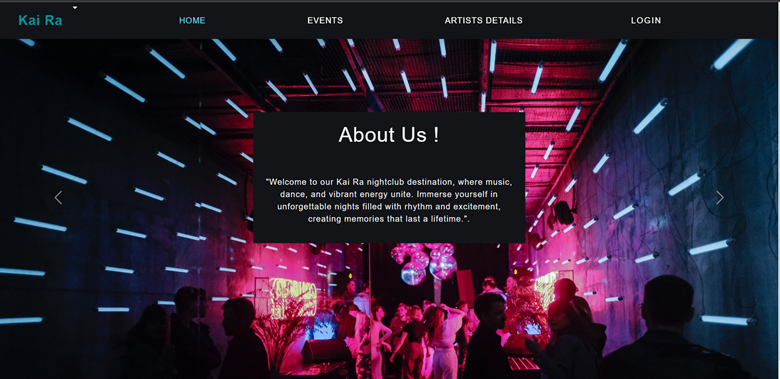 Kai Ra
HOME
EVENTS
ARTISTS DETAILS
LOGIN
About Us !
"Welcome to our Kai Ra nightclub destination, where music,
dance, and vibrant energy unite. Immerse yourself in
unforgettable nights filled with rhythm and excitement,
creating memories that last a lifetime.".